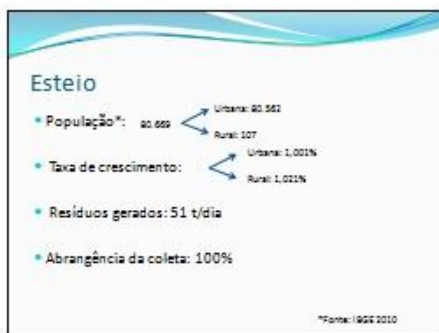 Esteio
• População*: 80.669
Urbana: 80.562
Rural: 107
• Taxa de crescimento:
Urbana: 1,001%
Rural: 1,021%
• Resíduos gerados: 51 t/dia
• Abrangência da coleta: 100%
*Fonte: IBGE 2010